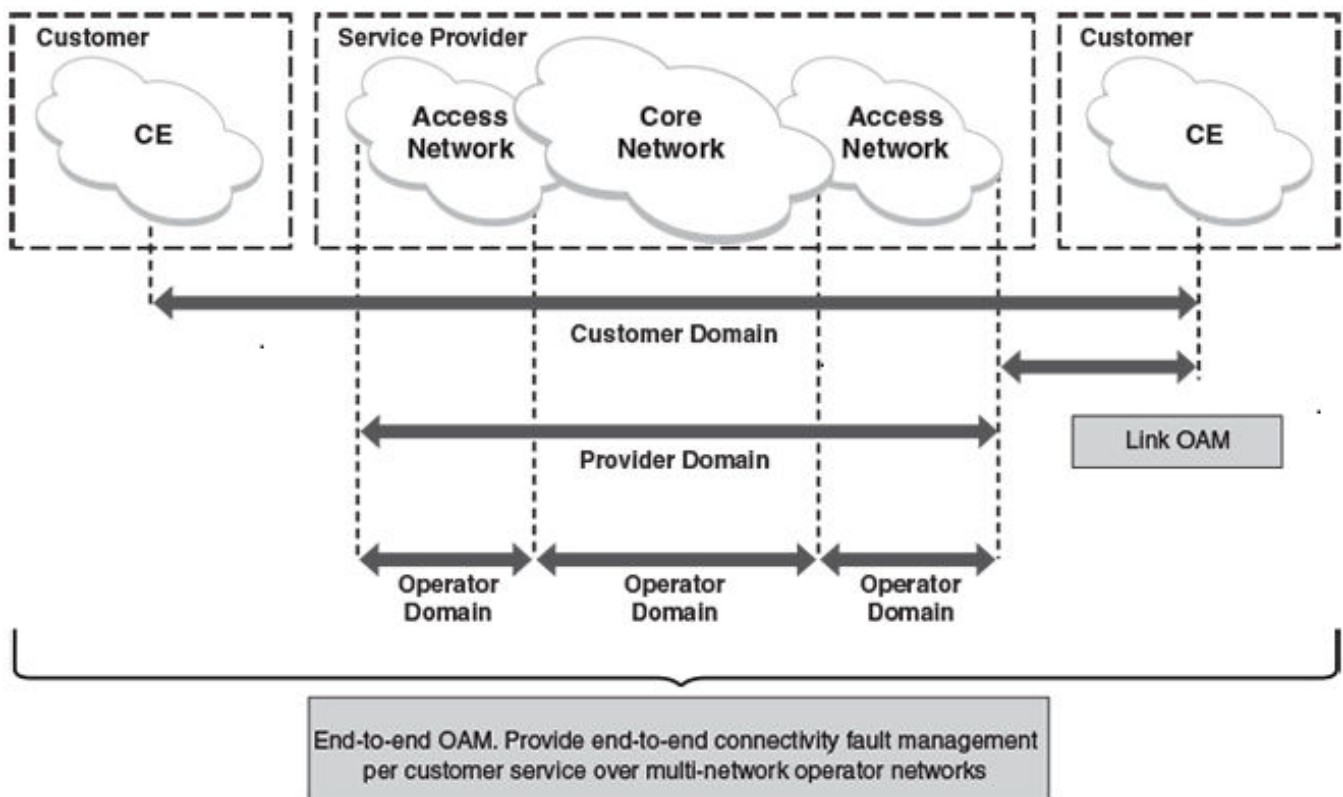 Customer
Service Provider
Customer
CE
Access
Network
Core
Network
Access
Network
CE
Customer Domain
Link OAM
Provider Domain
Operator
Domain
Operator
Domain
Operator
Domain
End-to-end OAM. Provide end-to-end connectivity fault management
per customer service over multi-network operator networks